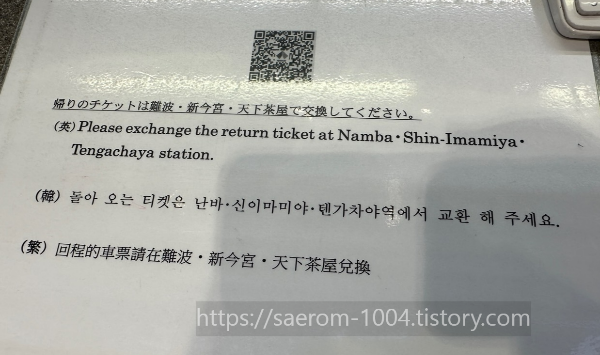 帰りのチケットは難波・新今宮・天下茶屋で交換してください。
(英) Please exchange the return ticket at Namba・Shin-Imamiya・
Tengachaya station.
(韓) 돌아 오는 티켓은 난바·신이마미야·텐가차야역에서 교환 해 주세요.
(繁) 回程的車票請在難波・新今宮・天下茶屋兌換
https://saerom-1004.tistory.com